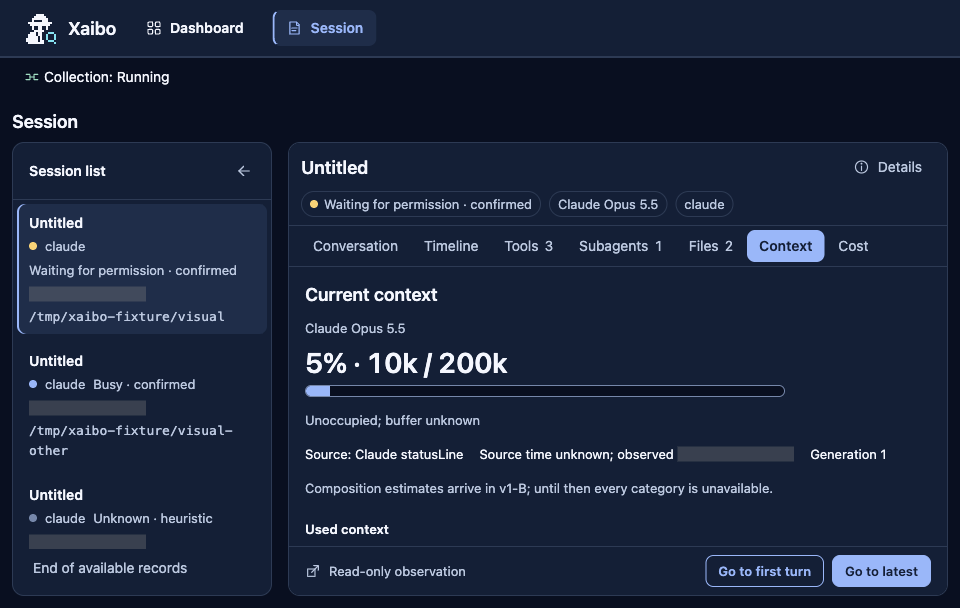 Xaibo
Dashboard
Session
Collection: Running
Session
Session list
Untitled
claude
Waiting for permission · confirmed
/tmp/xaibo-fixture/visual
Untitled
claude Busy · confirmed
/tmp/xaibo-fixture/visual-
other
Untitled
claude Unknown · heuristic
End of available records
Untitled
Details
Waiting for permission · confirmed
Claude Opus 5.5
claude
Conversation
Timeline
Tools 3
Subagents 1
Files 2
Context
Cost
Current context
Claude Opus 5.5
5% · 10k / 200k
Unoccupied; buffer unknown
Source: Claude statusLine
Source time unknown; observed
Generation 1
Composition estimates arrive in v1-B; until then every category is unavailable.
Used context
Read-only observation
Go to first turn
Go to latest